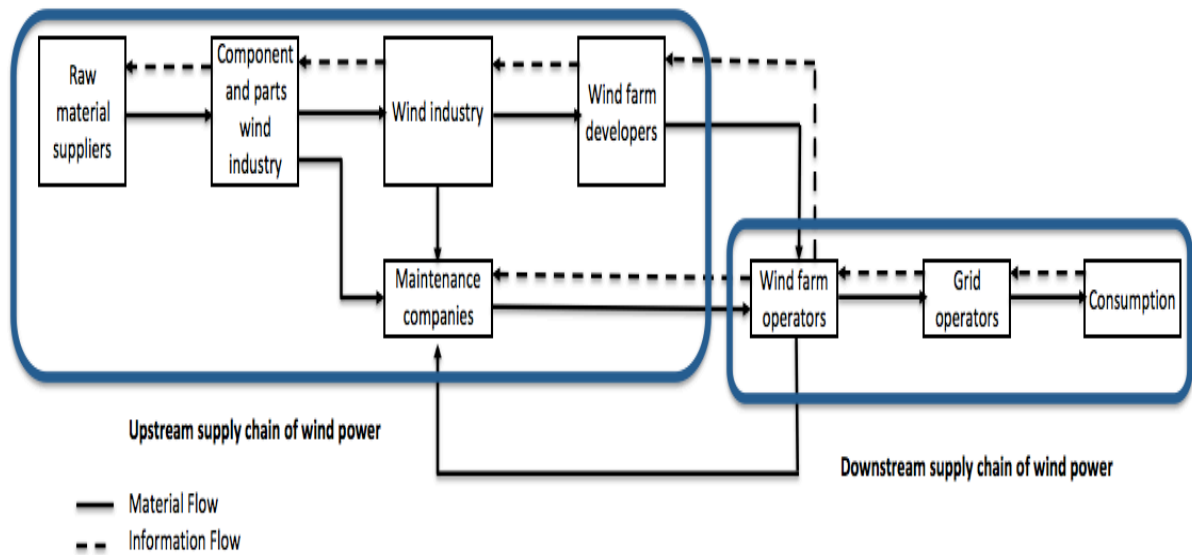 Raw
material
suppliers
Component
and parts
wind
industry
Wind industry
Wind farm
developers
Maintenance
companies
Wind farm
operators
Grid
operators
Consumption
Upstream supply chain of wind power
Downstream supply chain of wind power
Material Flow
Information Flow